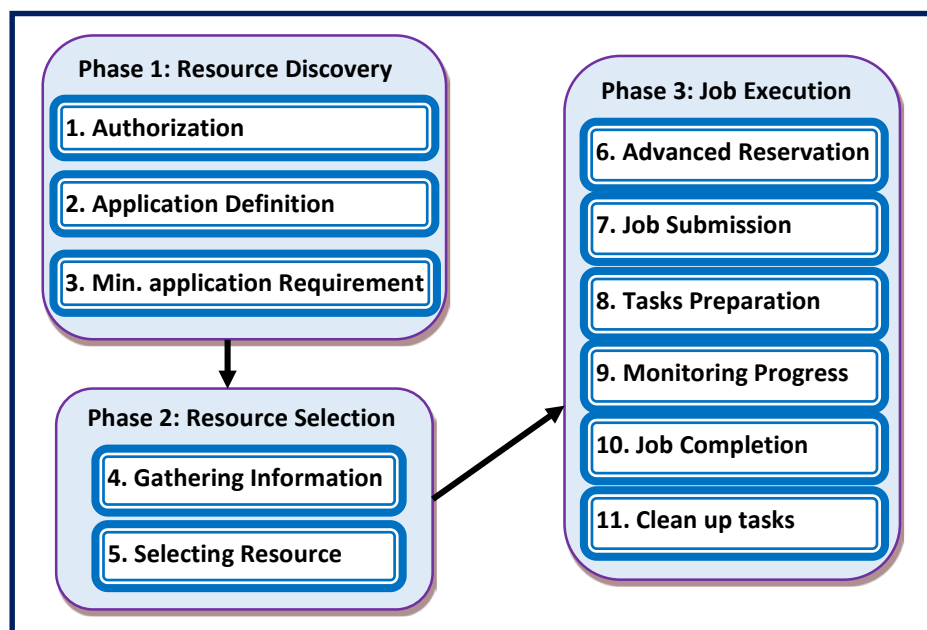 Phase 1: Resource Discovery
1. Authorization
2. Application Definition
3. Min. application Requirement
Phase 2: Resource Selection
4. Gathering Information
5. Selecting Resource
Phase 3: Job Execution
6. Advanced Reservation
7. Job Submission
8. Tasks Preparation
9. Monitoring Progress
10. Job Completion
11. Clean up tasks